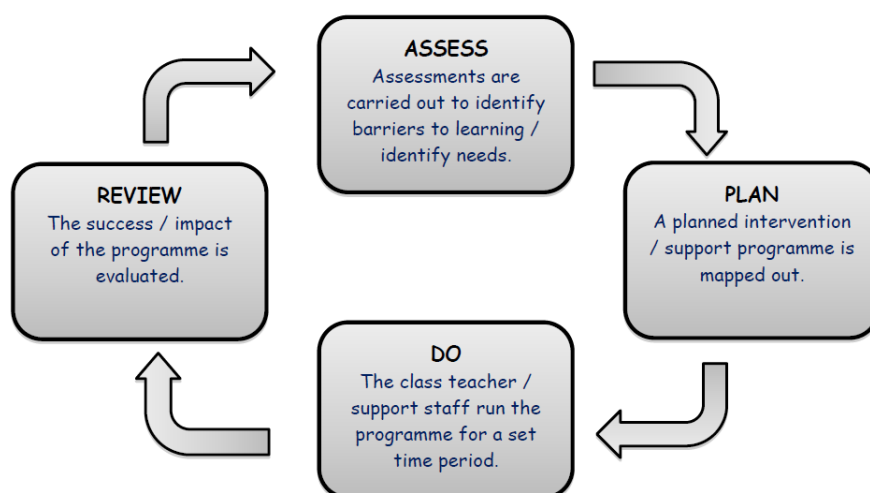 ASSESS
Assessments are
carried out to identify
barriers to learning /
identify needs.
PLAN
A planned intervention
/ support programme is
mapped out.
DO
The class teacher /
support staff run the
programme for a set
time period.
REVIEW
The success / impact
of the programme is
evaluated.